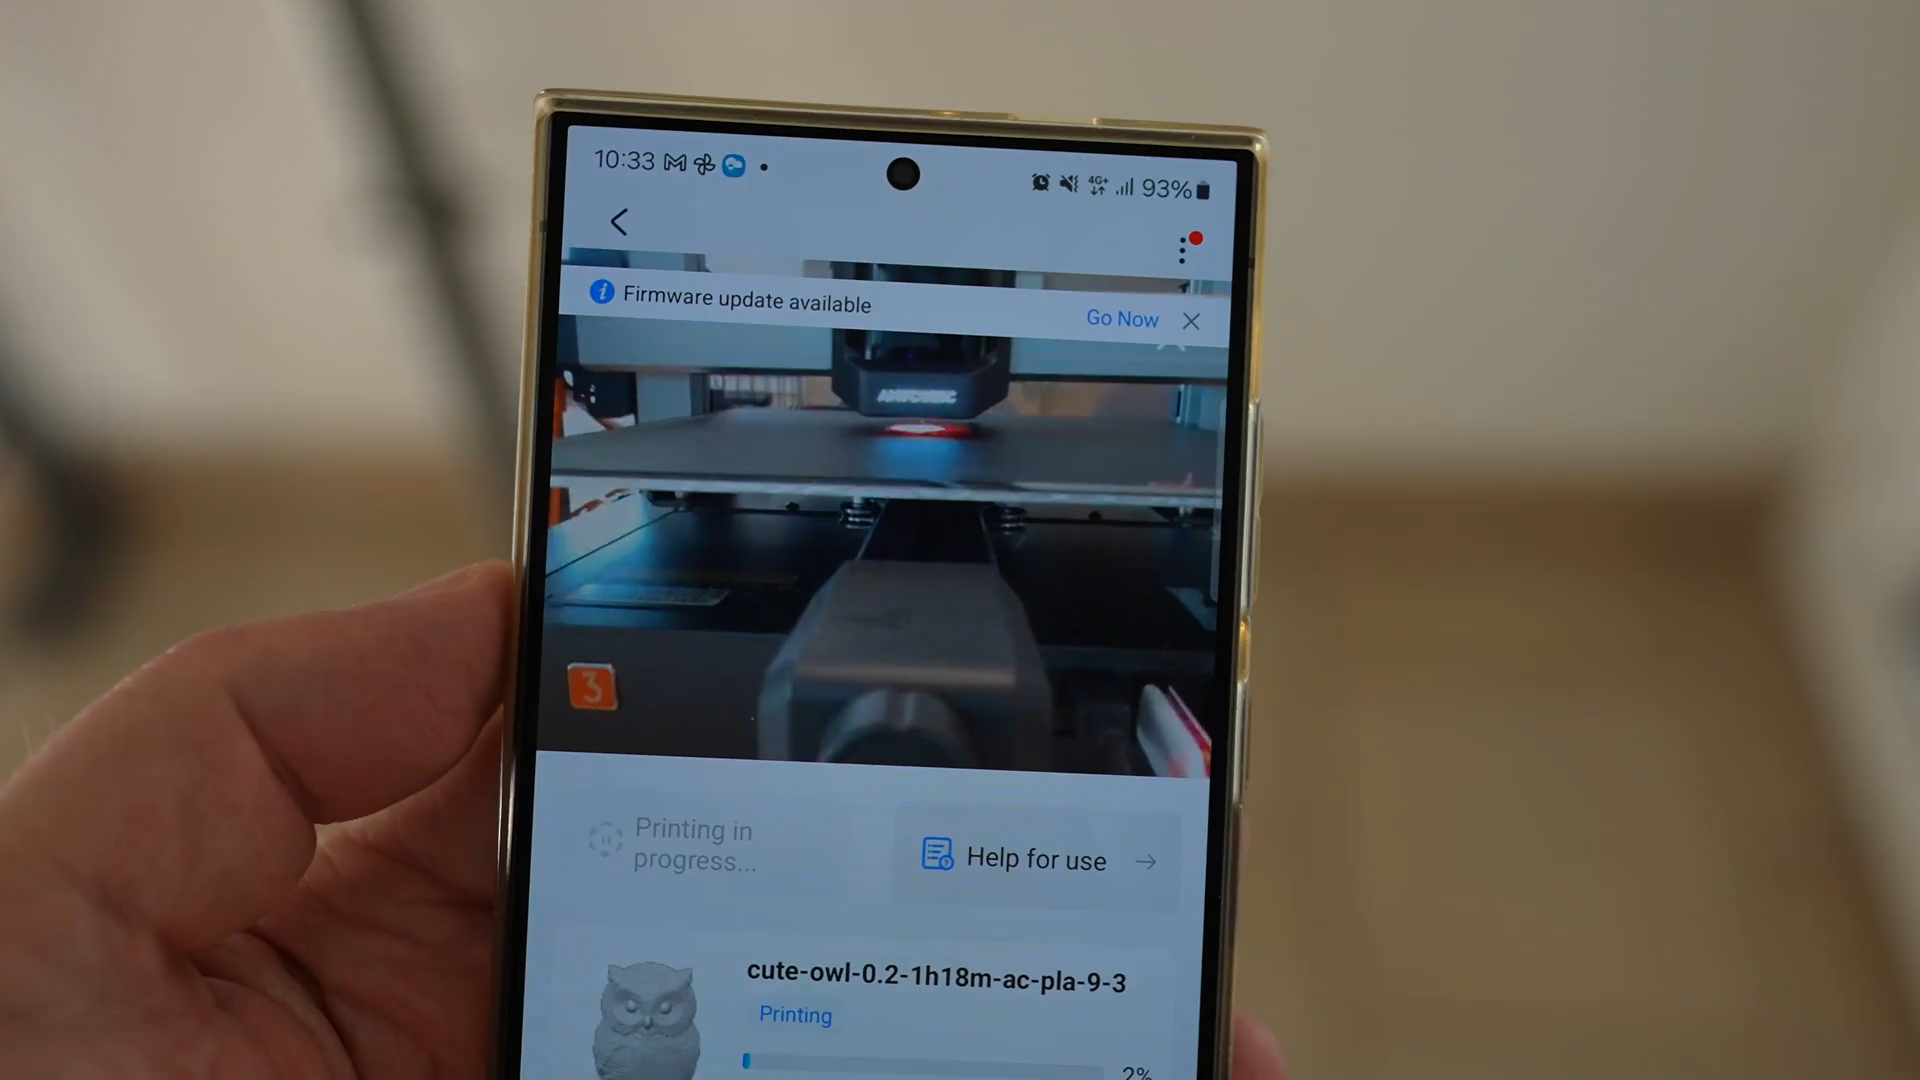 10:33
4G+
93%
Firmware update available
Go Now
3
Printing in
progress...
Help for use
cute-owl-0.2-1h18m-ac-pla-9-3
Printing
2%